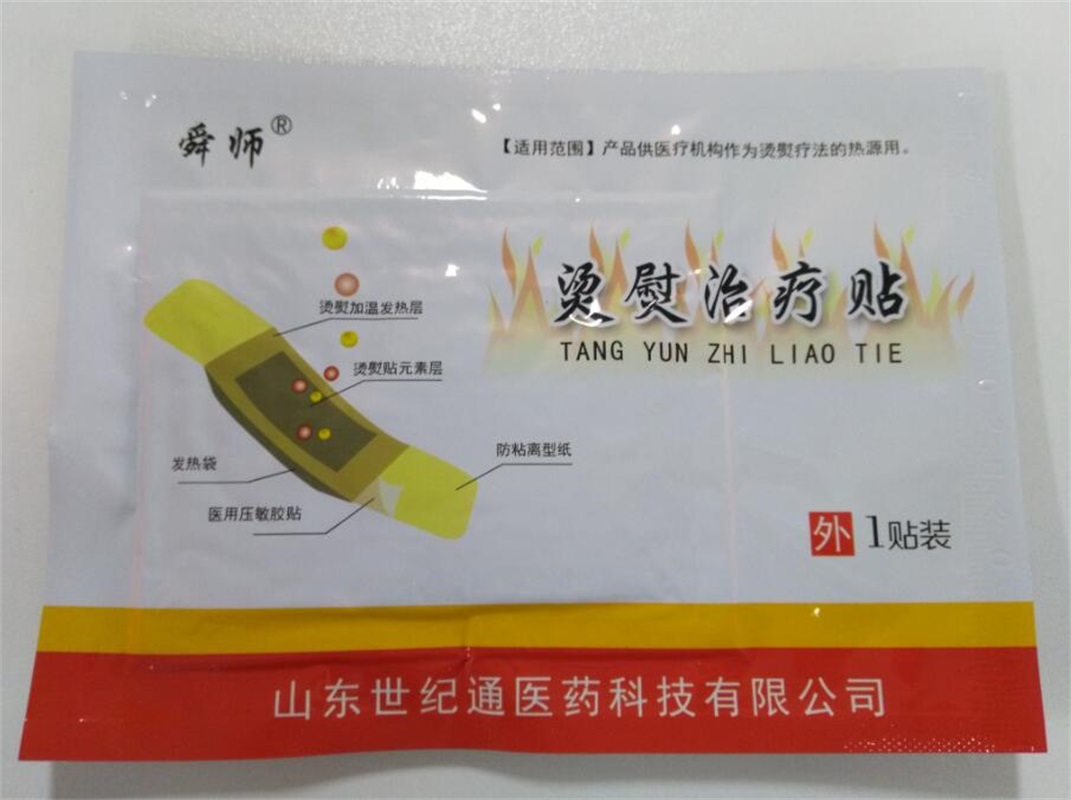 舜师®
【适用范围】产品供医疗机构作为烫熨疗法的热源用。
烫熨治疗贴
TANG YUN ZHI LIAO TIE
烫熨加温发热层
烫熨贴元素层
防粘离型纸
发热袋
医用压敏胶贴
外 1贴装
山东世纪通医药科技有限公司